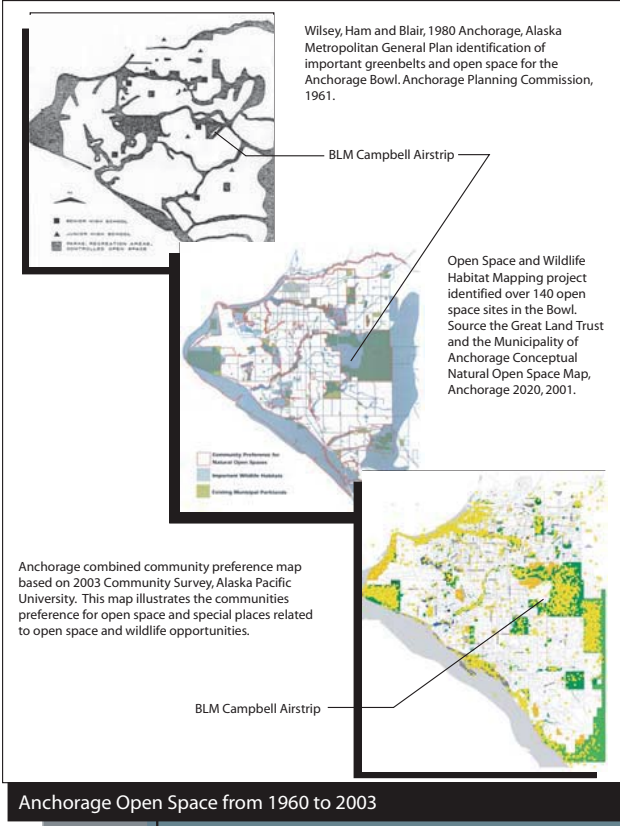 Wilsey, Ham and Blair, 1980 Anchorage, Alaska
Metropolitan General Plan identification of
important greenbelts and open space for the
Anchorage Bowl. Anchorage Planning Commission,
1961.
BLM Campbell Airstrip
SENIOR HIGH SCHOOL
JUNIOR HIGH SCHOOL
PARKS, RECREATION AREAS,
CONTROLLED OPEN SPACE
Open Space and Wildlife
Habitat Mapping project
identified over 140 open
space sites in the Bowl.
Source the Great Land Trust
and the Municipality of
Anchorage Conceptual
Natural Open Space Map,
Anchorage 2020, 2001.
Community Preference for
Natural Open Spaces
Important Wildlife Habitats
Existing Municipal Parklands
Anchorage combined community preference map
based on 2003 Community Survey, Alaska Pacific
University. This map illustrates the communities
preference for open space and special places related
to open space and wildlife opportunities.
BLM Campbell Airstrip
Anchorage Open Space from 1960 to 2003